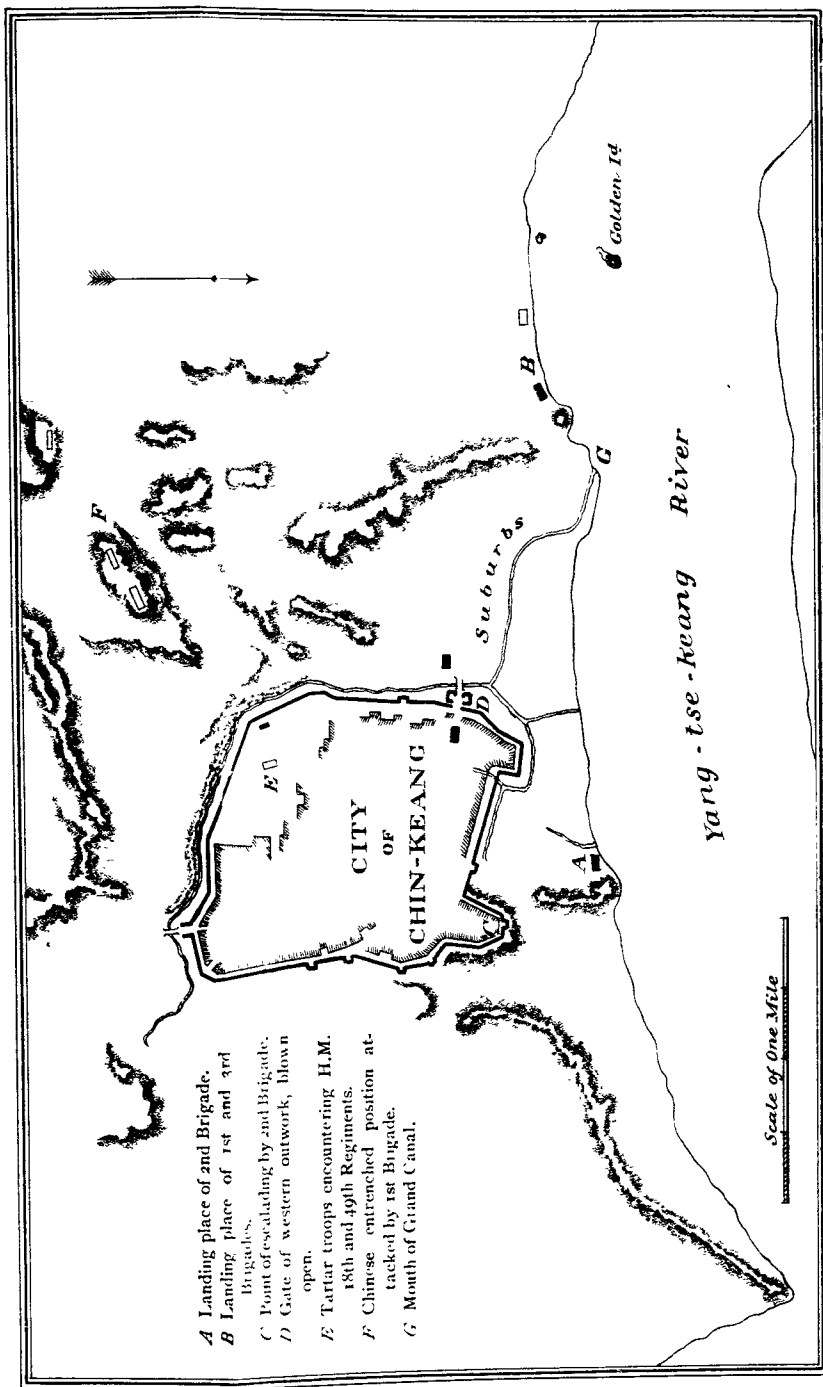 A Landing place of 2nd Brigade.
B Landing place of 1st and 3rd
Brigades.
C Point of escalading by 2nd Brigade.
D Gate of western outwork, blown
open.
E Tartar troops encountering H.M.
18th and 49th Regiments.
F Chinese entrenched position at-
tacked by 1st Brigade.
G Mouth of Grand Canal.
CITY
OF
CHIN-KEANG
E
F
D
C
A
B
G
Suburbs
Golden Id
Yang-tse-keang River
Scale of One Mile